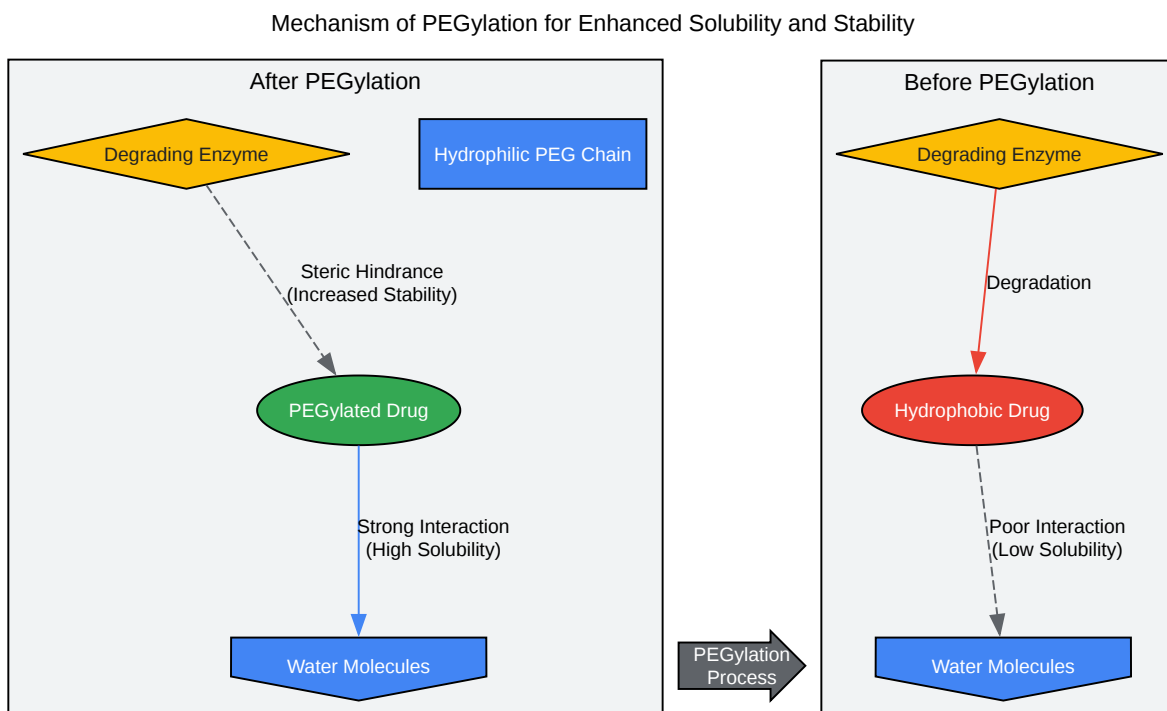 Mechanism of PEGylation for Enhanced Solubility and Stability
After PEGylation
Degrading Enzyme
Hydrophilic PEG Chain
Steric Hindrance
(Increased Stability)
PEGylated Drug
Strong Interaction
(High Solubility)
Water Molecules
PEGylation
Process
Before PEGylation
Degrading Enzyme
Degradation
Hydrophobic Drug
Poor Interaction
(Low Solubility)
Water Molecules